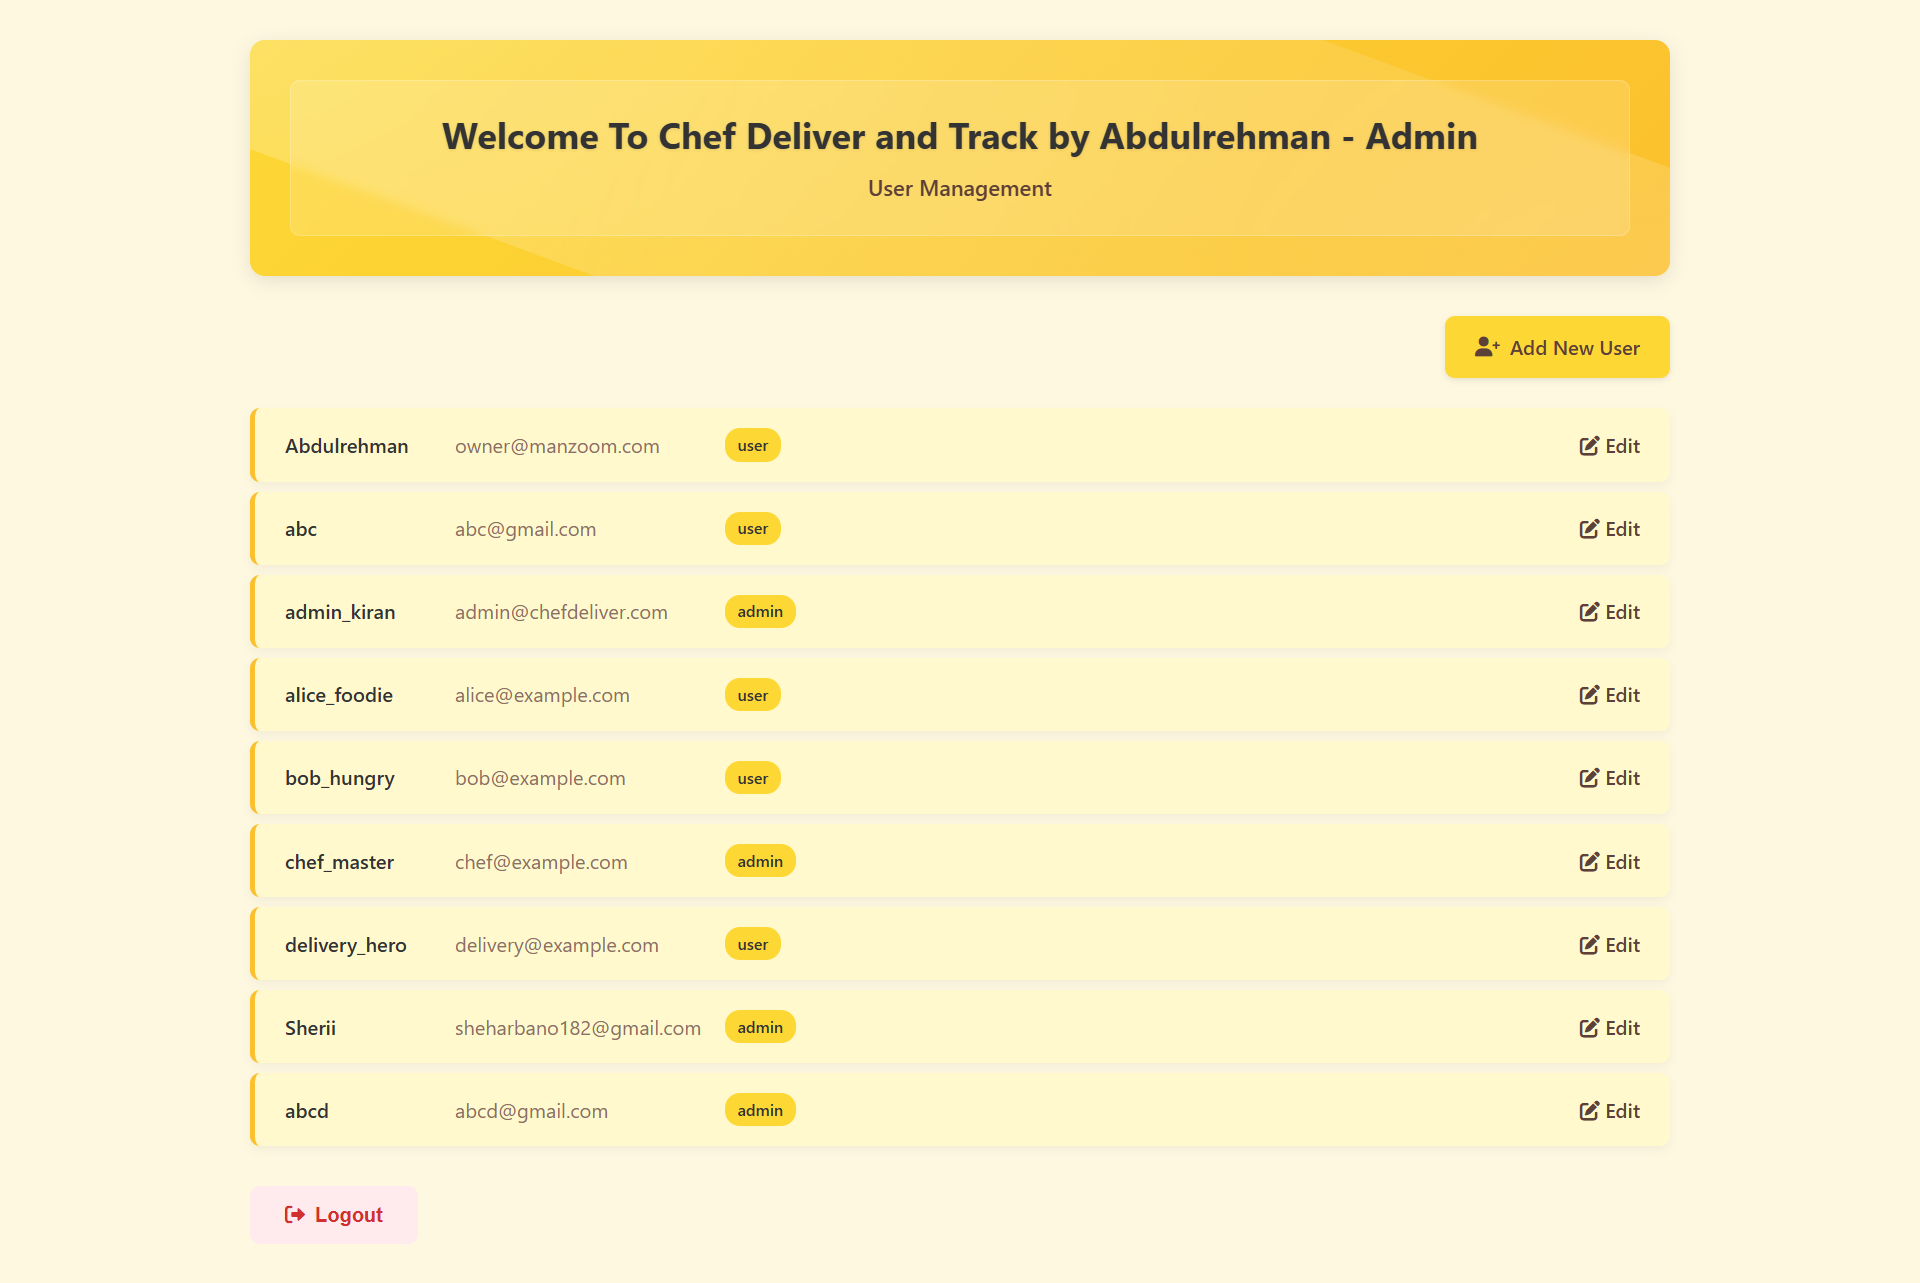 Welcome To Chef Deliver and Track by Abdulrehman - Admin
User Management
Add New User
Abdulrehman owner@manzoom.com user Edit
abc abc@gmail.com user Edit
admin_kiran admin@chefdeliver.com admin Edit
alice_foodie alice@example.com user Edit
bob_hungry bob@example.com user Edit
chef_master chef@example.com admin Edit
delivery_hero delivery@example.com user Edit
Sherii sheharbano182@gmail.com admin Edit
abcd abcd@gmail.com admin Edit
Logout